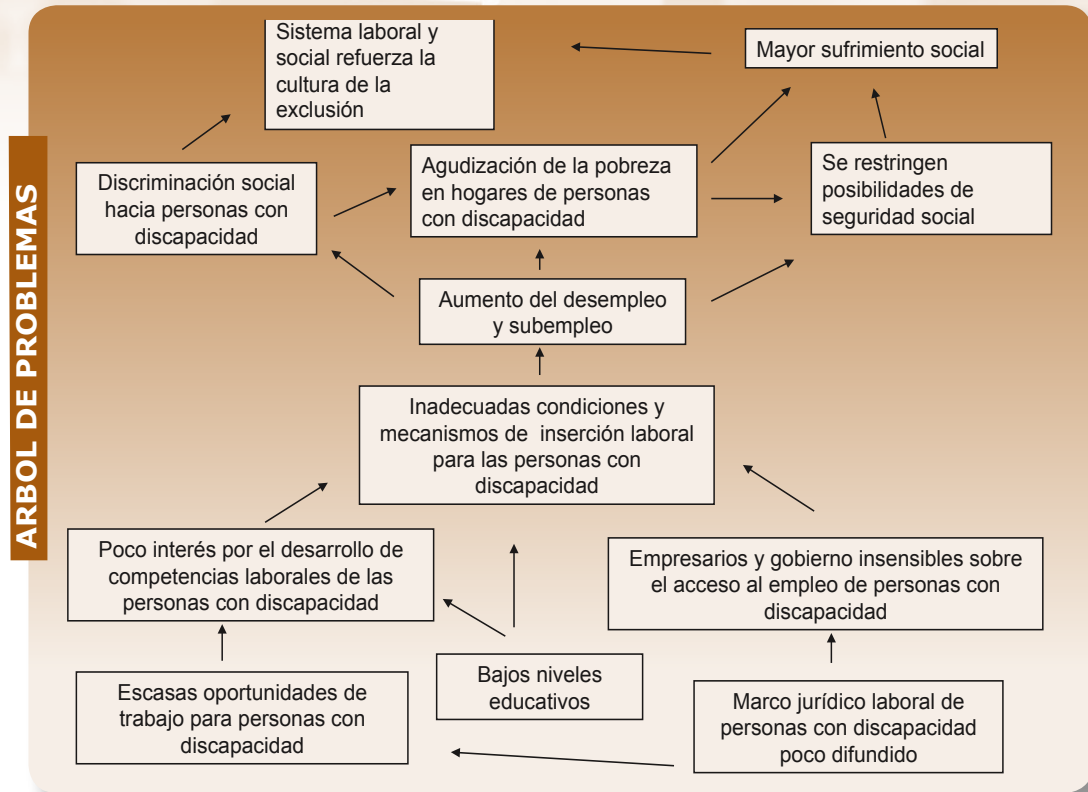 ARBOL DE PROBLEMAS
Sistema laboral y
social refuerza la
cultura de la
exclusión
Mayor sufrimiento social
Discriminación social
hacia personas con
discapacidad
Agudización de la pobreza
en hogares de personas
con discapacidad
Se restringen
posibilidades de
seguridad social
Aumento del desempleo
y subempleo
Inadecuadas condiciones y
mecanismos de inserción laboral
para las personas con
discapacidad
Poco interés por el desarrollo de
competencias laborales de las
personas con discapacidad
Empresarios y gobierno insensibles sobre
el acceso al empleo de personas con
discapacidad
Escasas oportunidades de
trabajo para personas con
discapacidad
Bajos niveles
educativos
Marco jurídico laboral de
personas con discapacidad
poco difundido